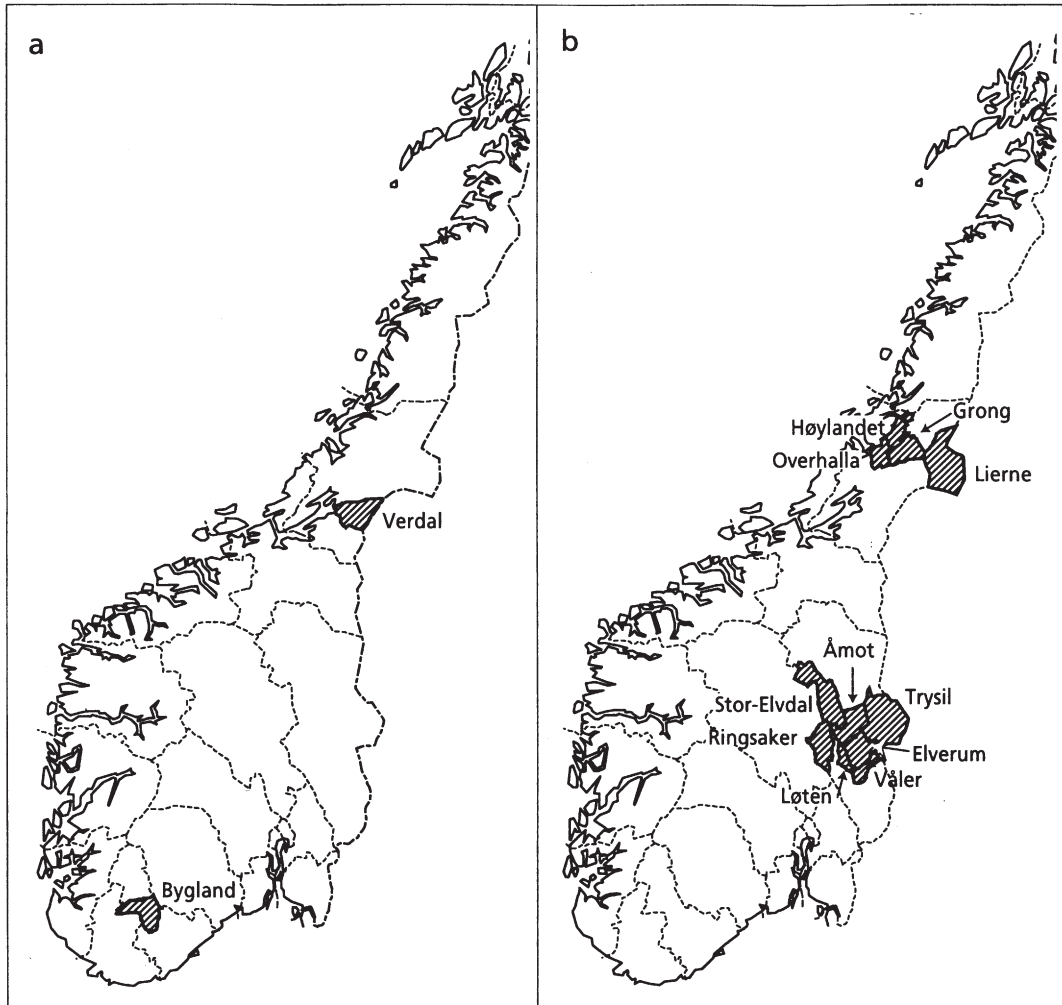 a
Verdal
Bygland
b
Høylandet
Grong
Overhalla
Lierne
Åmot
Stor-Elvdal
Trysil
Ringsaker
Elverum
Våler
Løten